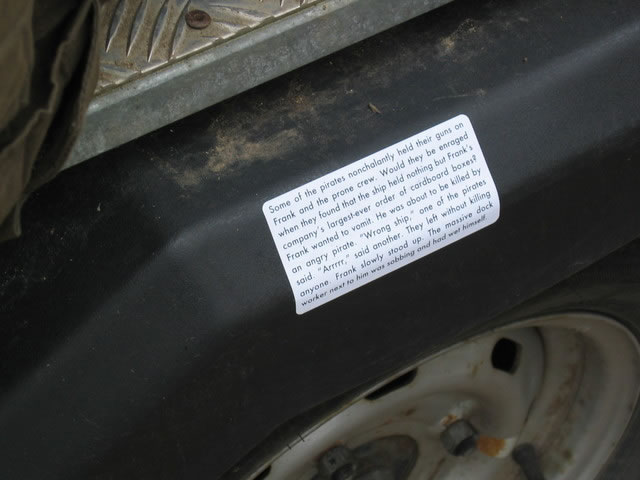 Some of the pirates nonchalantly held their guns on
Frank and the prone crew. Would they be enraged
when they found that the ship held nothing but Frank's
company's largest-ever order of cardboard boxes?
Frank wanted to vomit. He was about to be killed by
an angry pirate. "Wrong ship," one of the pirates
said. "Arrrrr," said another. They left without killing
anyone. Frank slowly stood up. The massive dock
worker next to him was sobbing and had wet himself.